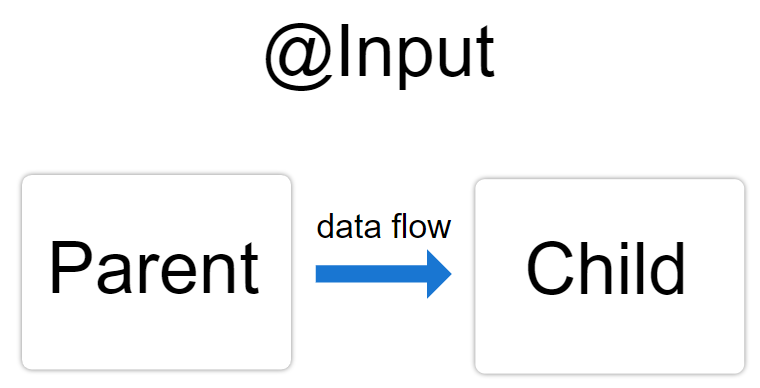 @Input
data flow
Parent
Child